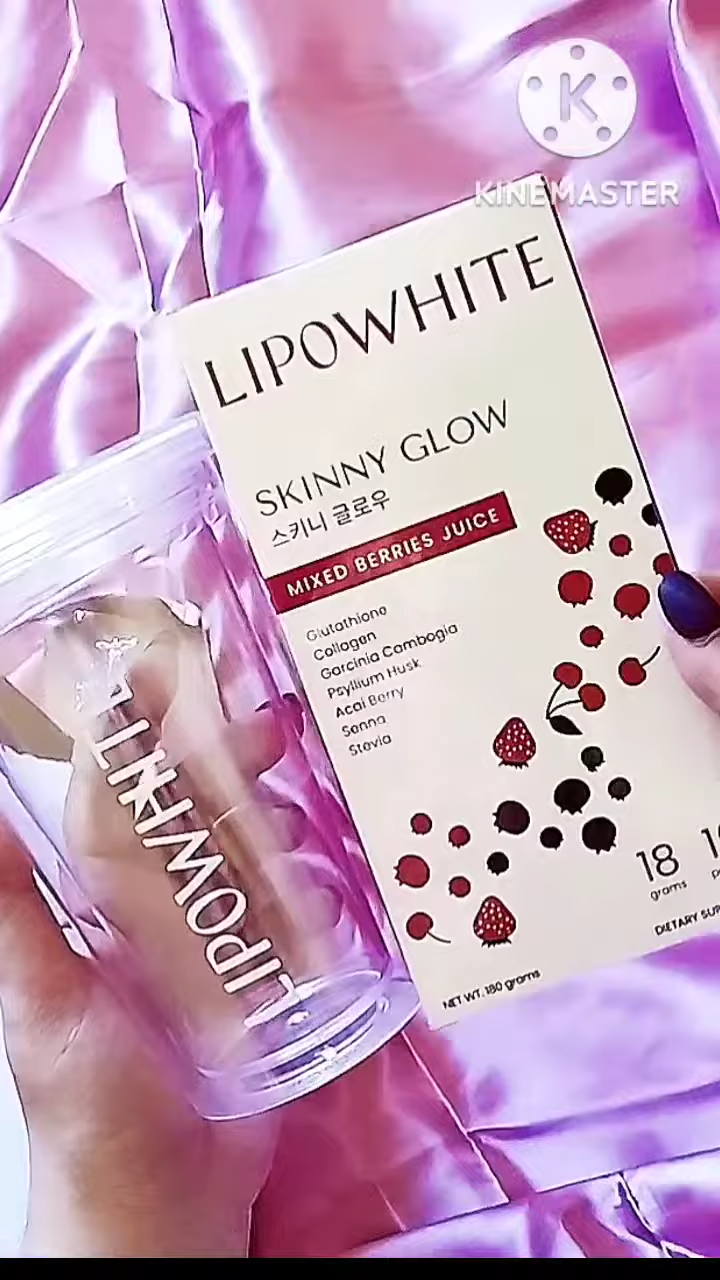 KINEMASTER
LIPOWHITE
SKINNY GLOW
스키니 글로우
MIXED BERRIES JUICE
Glutathione
Collagen
Garcinia Cambogia
Psyllium Husk
Acai Berry
Senna
Stevia
18
grams
DIETARY
NET WT. 180 grams
LIPOWHITE